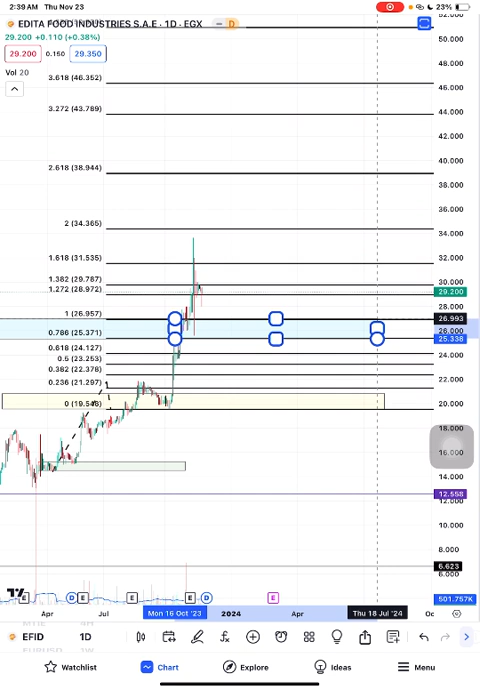 2:39 AM Thu Nov 23
23%
EDITA FOOD INDUSTRIES S.A.E · 1D · EGX
D
29.200 +0.110 (+0.38%)
29.200
0.150
29.350
Vol 20
52.000
50.000
48.000
3.618 (46.352)
46.000
44.000
3.272 (43.789)
42.000
40.000
2.618 (38.944)
38.000
36.000
2 (34.365)
34.000
1.618 (31.535)
32.000
1.382 (29.787)
30.000
1.272 (28.972)
29.200
28.000
1 (26.957)
26.993
26.000
0.786 (25.371)
25.338
0.618 (24.127)
24.000
0.5 (23.253)
0.382 (22.378)
22.000
0.236 (21.297)
0 (19.548)
20.000
18.000
16.000
14.000
12.558
12.000
10.000
8.000
6.623
6.000
501.757K
E
D
E
E
E
D
E
Apr
Jul
Mon 16 Oct '23
2024
Apr
Thu 18 Jul '24
Oc
EFID
1D
Watchlist
Chart
Explore
Ideas
Menu